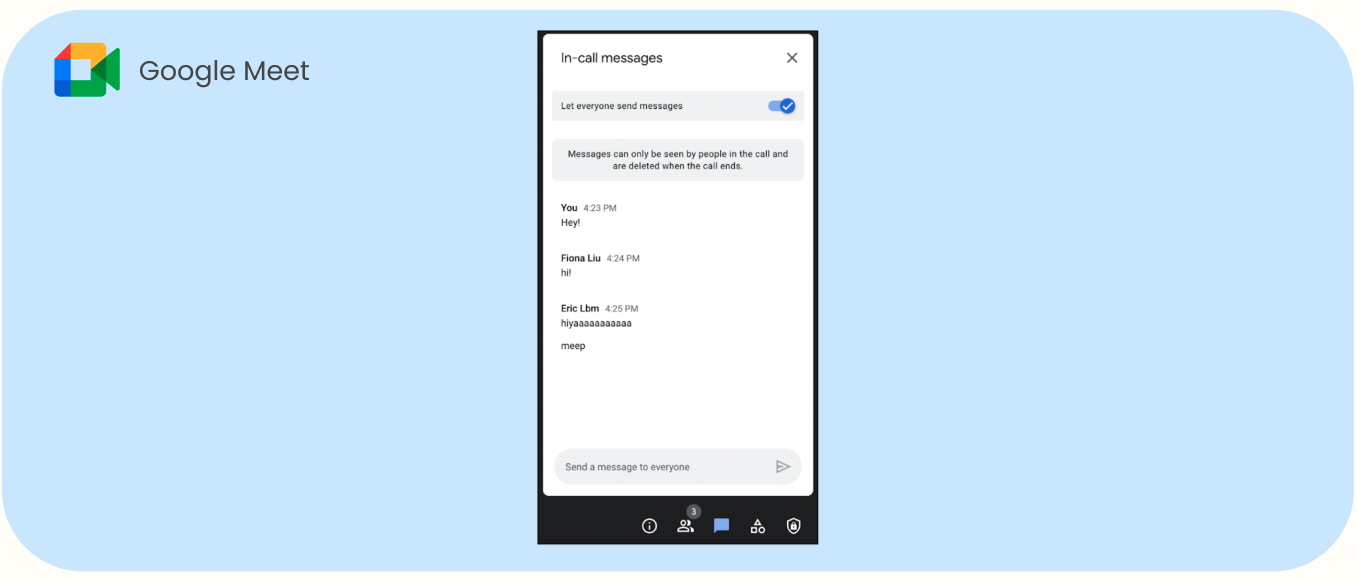 Google Meet
In-call messages
Let everyone send messages
Messages can only be seen by people in the call and
are deleted when the call ends.
You 4:23 PM
Hey!
Fiona Liu 4:24 PM
hi!
Eric Lbm 4:25 PM
hiyaaaaaaaaaaa
meep
Send a message to everyone
3